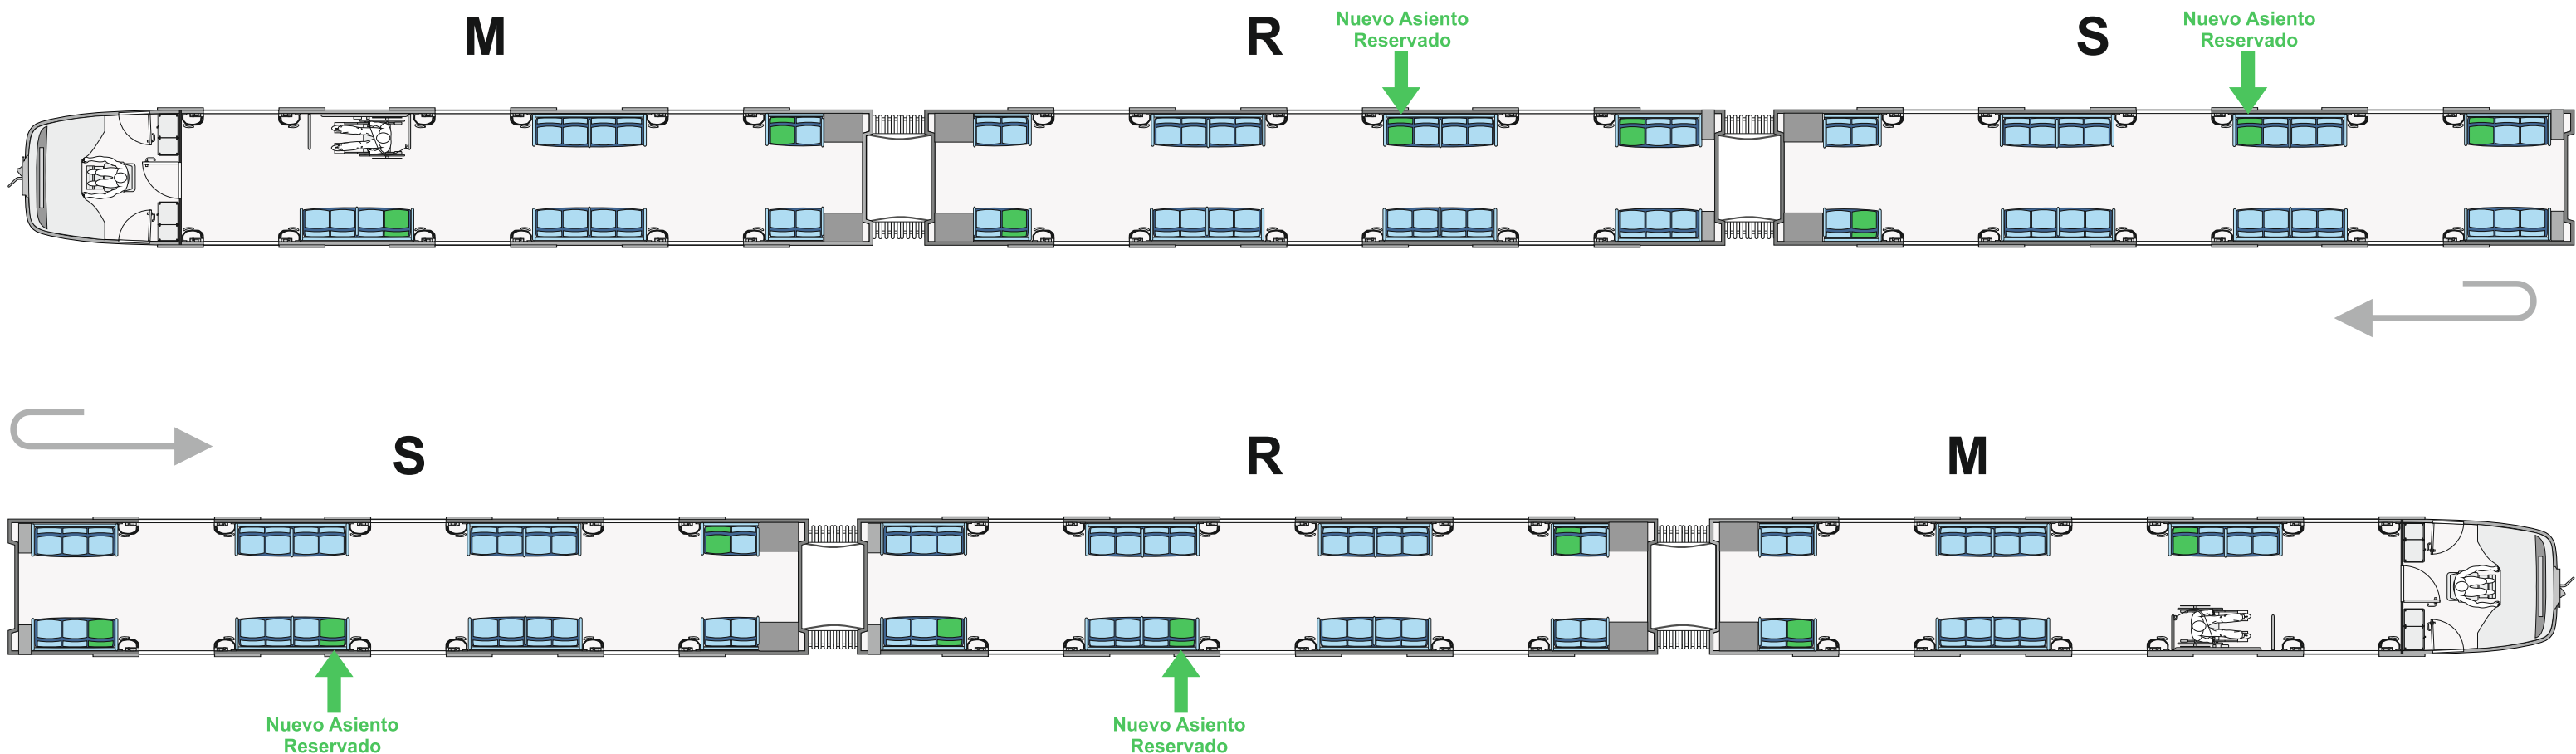 M
R
Nuevo Asiento
Reservado
S
Nuevo Asiento
Reservado
S
R
M
Nuevo Asiento
Reservado
Nuevo Asiento
Reservado